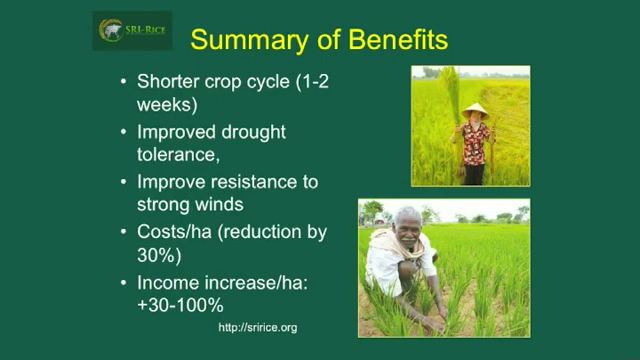 SRI-RICE
Summary of Benefits
• Shorter crop cycle (1-2
weeks)
• Improved drought
tolerance,
• Improve resistance to
strong winds
• Costs/ha (reduction by
30%)
• Income increase/ha:
+30-100%
http://sririce.org